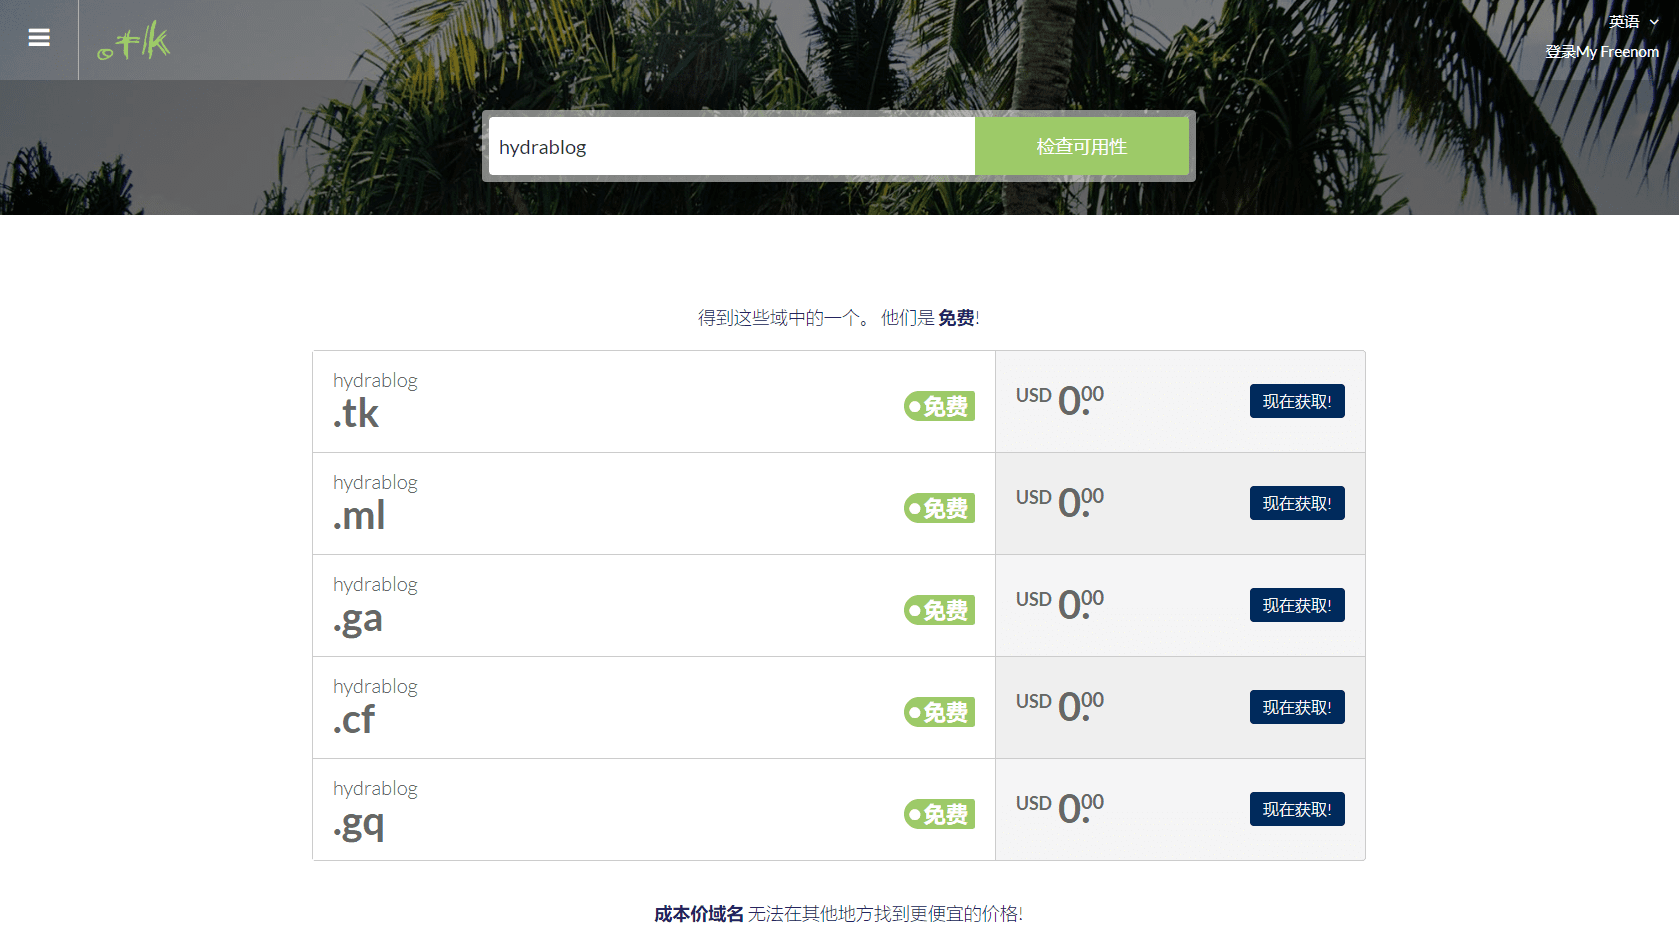 .tk
英语
登录My Freenom
hydrablog
检查可用性
得到这些域中的一个。 他们是 免费!
hydrablog
.tk
免费
USD 0.00
现在获取!
hydrablog
.ml
免费
USD 0.00
现在获取!
hydrablog
.ga
免费
USD 0.00
现在获取!
hydrablog
.cf
免费
USD 0.00
现在获取!
hydrablog
.gq
免费
USD 0.00
现在获取!
成本价域名 无法在其他地方找到更便宜的价格!